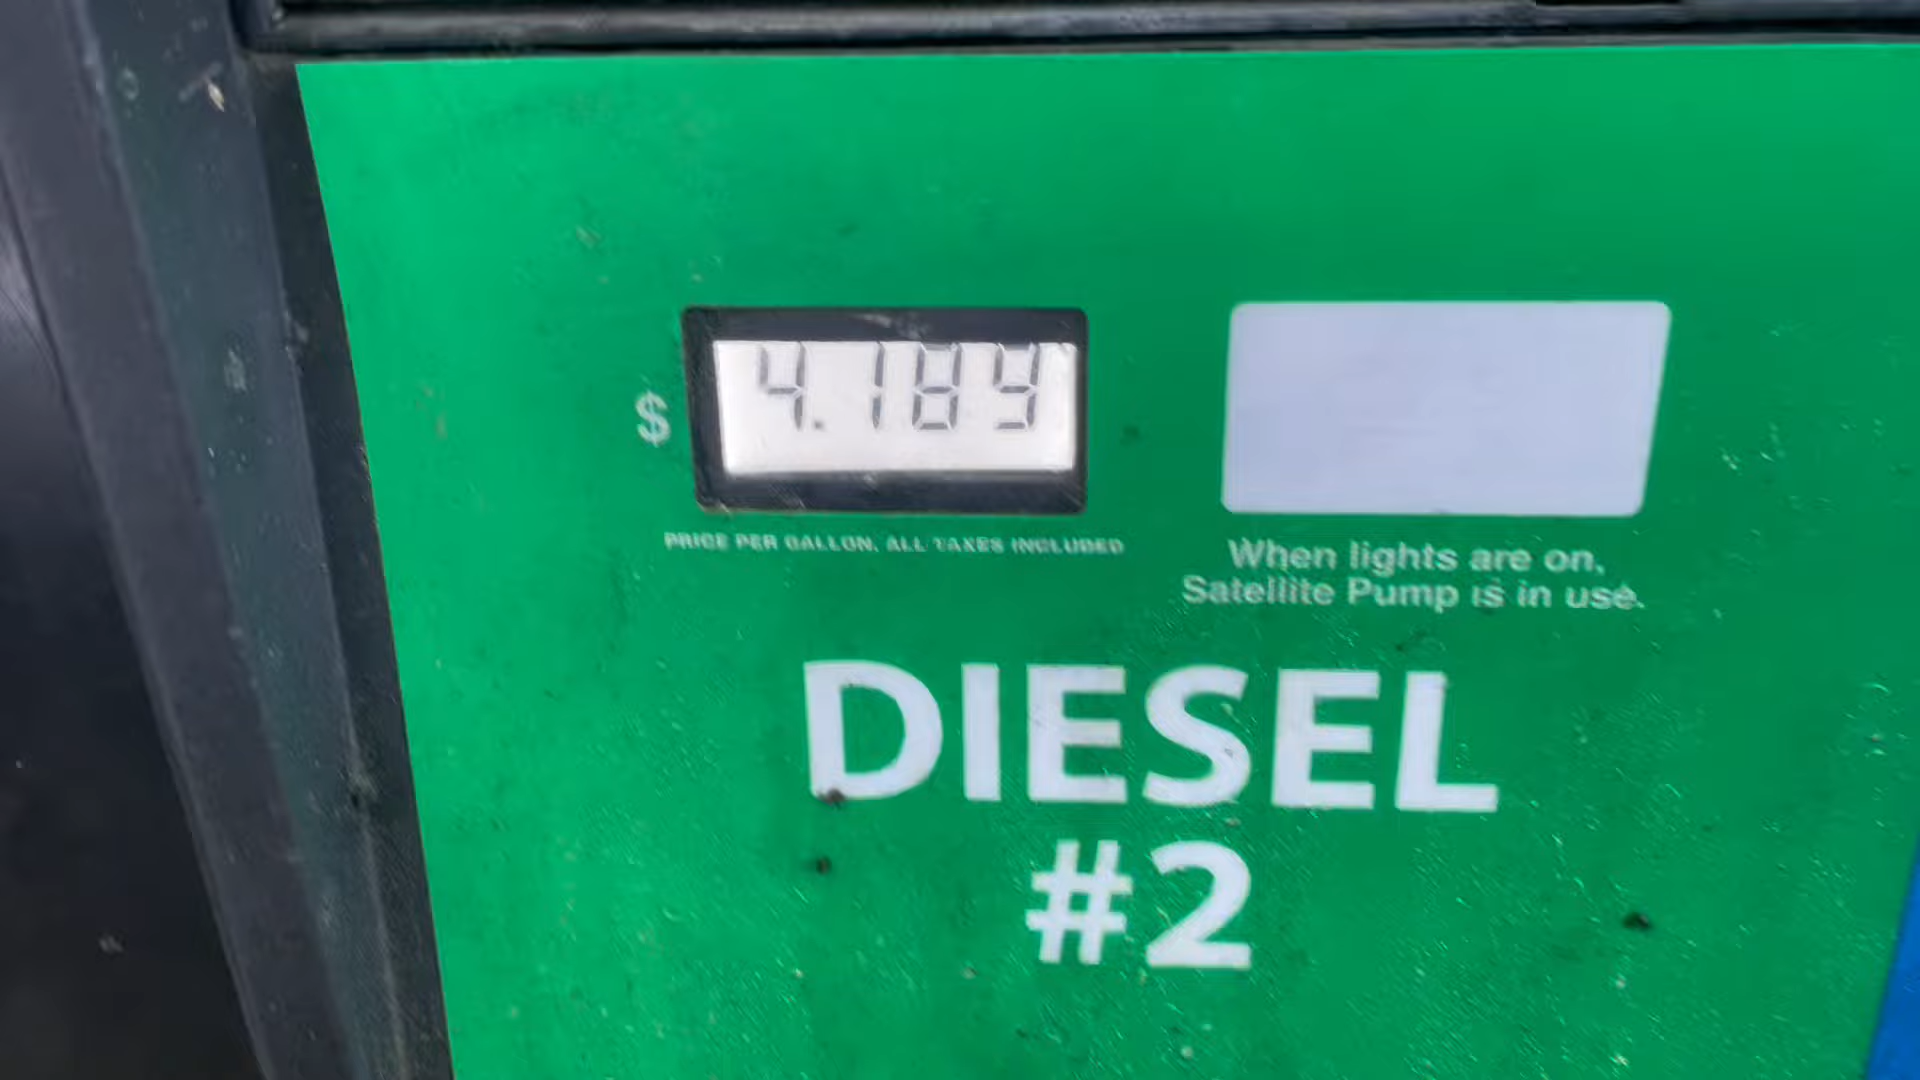 $ 4.189
PRICE PER GALLON. ALL TAXES INCLUDED
When lights are on,
Satellite Pump is in use.
DIESEL
#2